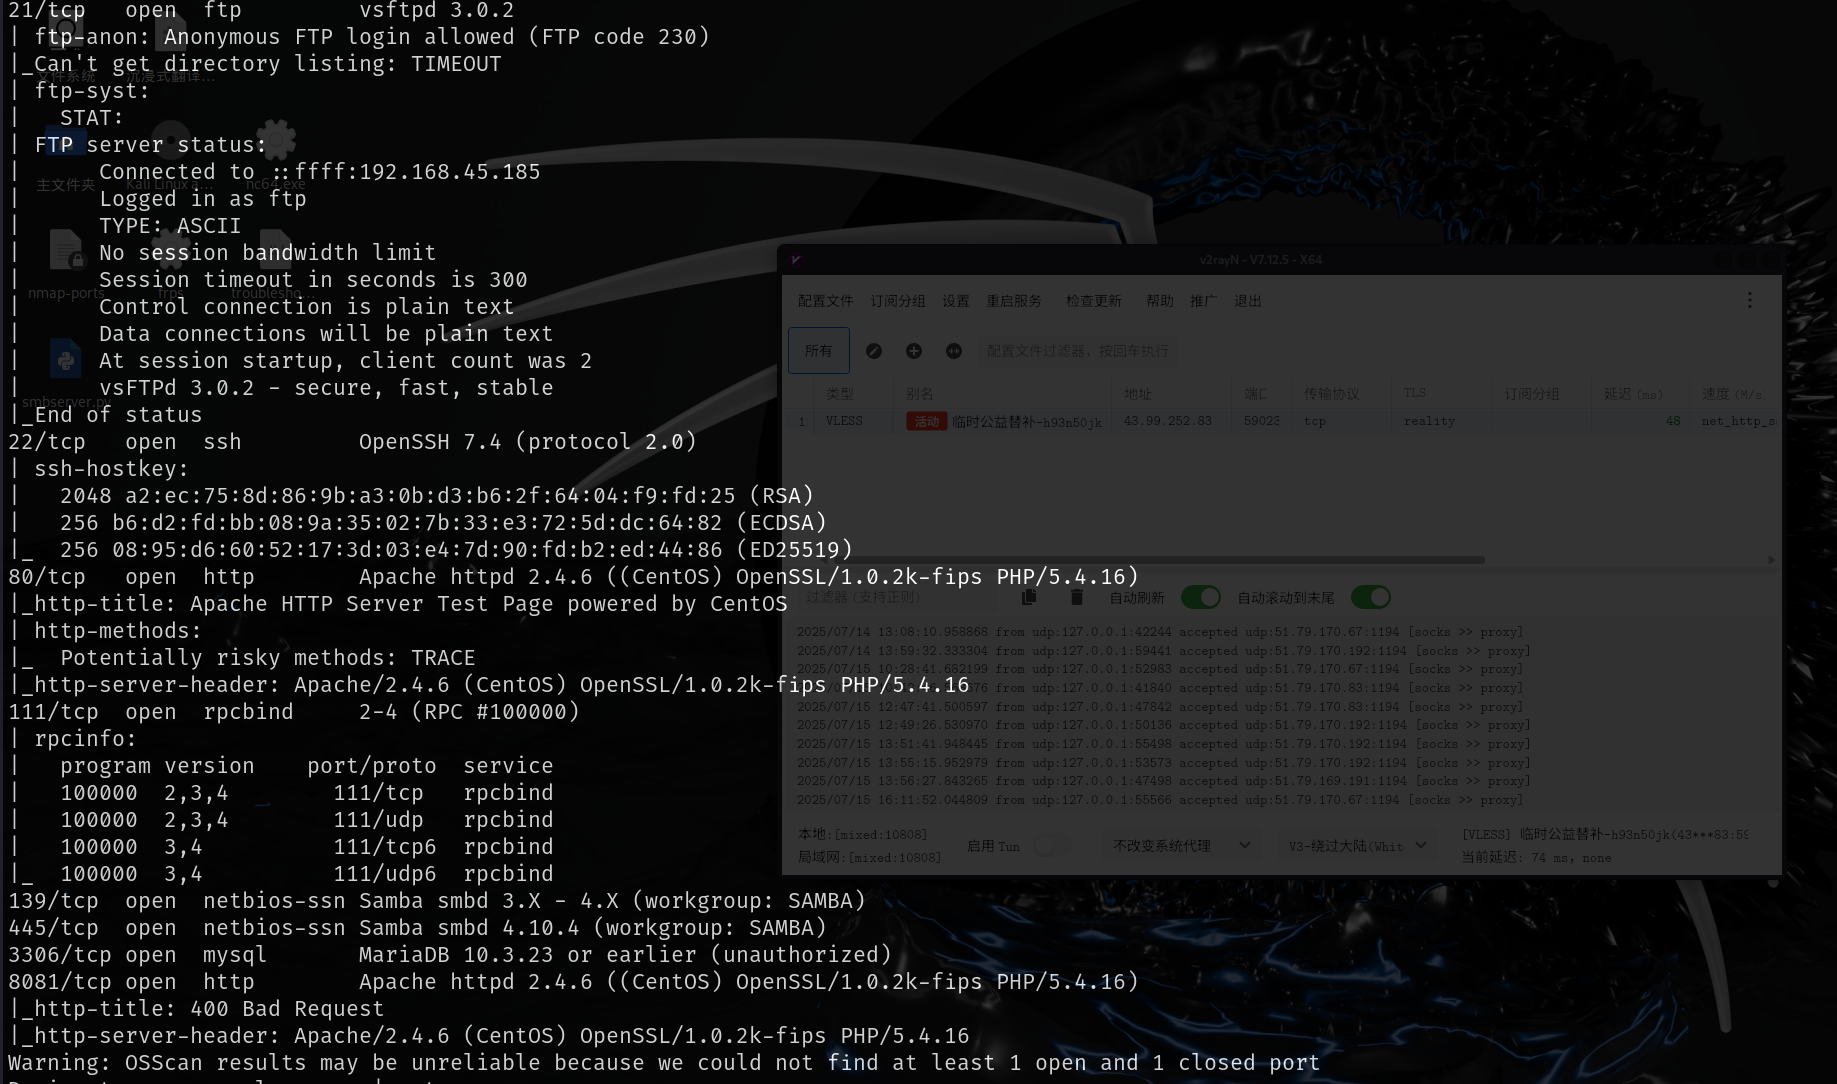 21/tcp   open  ftp         vsftpd 3.0.2
| ftp-anon: Anonymous FTP login allowed (FTP code 230)
|_Can't get directory listing: TIMEOUT
文件系统
| ftp-syst:
|   STAT:
| FTP server status:
|      Connected to ::ffff:192.168.45.185
主文件夹 Kali Linux a... nc64.exe
|      Logged in as ftp
|      TYPE: ASCII
|      No session bandwidth limit
|      Session timeout in seconds is 300
nmap-ports frps troublesho...
|      Control connection is plain text
|      Data connections will be plain text
|      At session startup, client count was 2
|      vsFTPd 3.0.2 - secure, fast, stable
smbserver.py
|_End of status
22/tcp   open  ssh         OpenSSH 7.4 (protocol 2.0)
| ssh-hostkey:
|   2048 a2:ec:75:8d:86:9b:a3:0b:d3:b6:2f:64:04:f9:fd:25 (RSA)
|   256 b6:d2:fd:bb:08:9a:35:02:7b:33:e3:72:5d:dc:64:82 (ECDSA)
|_  256 08:95:d6:60:52:17:3d:03:e4:7d:90:fd:b2:ed:44:86 (ED25519)
80/tcp   open  http        Apache httpd 2.4.6 ((CentOS) OpenSSL/1.0.2k-fips PHP/5.4.16)
|_http-title: Apache HTTP Server Test Page powered by CentOS
| http-methods:
|_  Potentially risky methods: TRACE
|_http-server-header: Apache/2.4.6 (CentOS) OpenSSL/1.0.2k-fips PHP/5.4.16
111/tcp  open  rpcbind     2-4 (RPC #100000)
| rpcinfo:
|   program version    port/proto  service
|   100000  2,3,4        111/tcp   rpcbind
|   100000  2,3,4        111/udp   rpcbind
|   100000  3,4          111/tcp6  rpcbind
|_  100000  3,4          111/udp6  rpcbind
139/tcp  open  netbios-ssn Samba smbd 3.X - 4.X (workgroup: SAMBA)
445/tcp  open  netbios-ssn Samba smbd 4.10.4 (workgroup: SAMBA)
3306/tcp open  mysql       MariaDB 10.3.23 or earlier (unauthorized)
8081/tcp open  http        Apache httpd 2.4.6 ((CentOS) OpenSSL/1.0.2k-fips PHP/5.4.16)
|_http-title: 400 Bad Request
|_http-server-header: Apache/2.4.6 (CentOS) OpenSSL/1.0.2k-fips PHP/5.4.16
Warning: OSScan results may be unreliable because we could not find at least 1 open and 1 closed port
v2rayN - V7.12.5 - X64
配置文件 订阅分组 设置 重启服务 检查更新 帮助 推广 退出
所有 配置文件过滤器，按回车执行
类型 别名 地址 端口 传输协议 TLS 订阅分组 延迟 (ms) 速度 (M/s
1 VLESS 活动 临时公益替补-h93n50jk 43.99.252.83 59023 tcp reality 48 net_http_s
过滤器 (支持正则) 自动刷新 自动滚动到末尾
2025/07/14 13:08:10.958868 from udp:127.0.0.1:42244 accepted udp:51.79.170.67:1194 [socks >> proxy]
2025/07/14 13:59:32.333304 from udp:127.0.0.1:59441 accepted udp:51.79.170.192:1194 [socks >> proxy]
2025/07/15 10:28:41.682199 from udp:127.0.0.1:52983 accepted udp:51.79.170.67:1194 [socks >> proxy]
from udp:127.0.0.1:41840 accepted udp:51.79.170.83:1194 [socks >> proxy]
2025/07/15 12:47:41.500597 from udp:127.0.0.1:47842 accepted udp:51.79.170.83:1194 [socks >> proxy]
2025/07/15 12:49:26.530970 from udp:127.0.0.1:50136 accepted udp:51.79.170.192:1194 [socks >> proxy]
2025/07/15 13:51:41.948445 from udp:127.0.0.1:55498 accepted udp:51.79.170.192:1194 [socks >> proxy]
2025/07/15 13:55:15.952979 from udp:127.0.0.1:53573 accepted udp:51.79.170.192:1194 [socks >> proxy]
2025/07/15 13:56:27.843265 from udp:127.0.0.1:47498 accepted udp:51.79.169.191:1194 [socks >> proxy]
2025/07/15 16:11:52.044809 from udp:127.0.0.1:55566 accepted udp:51.79.170.67:1194 [socks >> proxy]
本地:[mixed:10808] 启用 Tun 不改变系统代理 V3-绕过大陆(Whit [VLESS] 临时公益替补-h93n50jk(43***83:59
局域网:[mixed:10808] 当前延迟: 74 ms, none